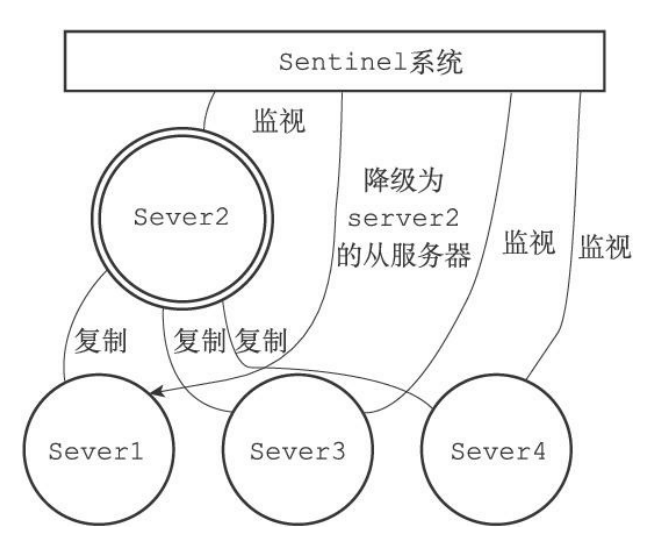 Sentinel系统
监视
Sever2
降级为
server2
的从服务器
监视
监视
复制
复制
复制
Sever1
Sever3
Sever4